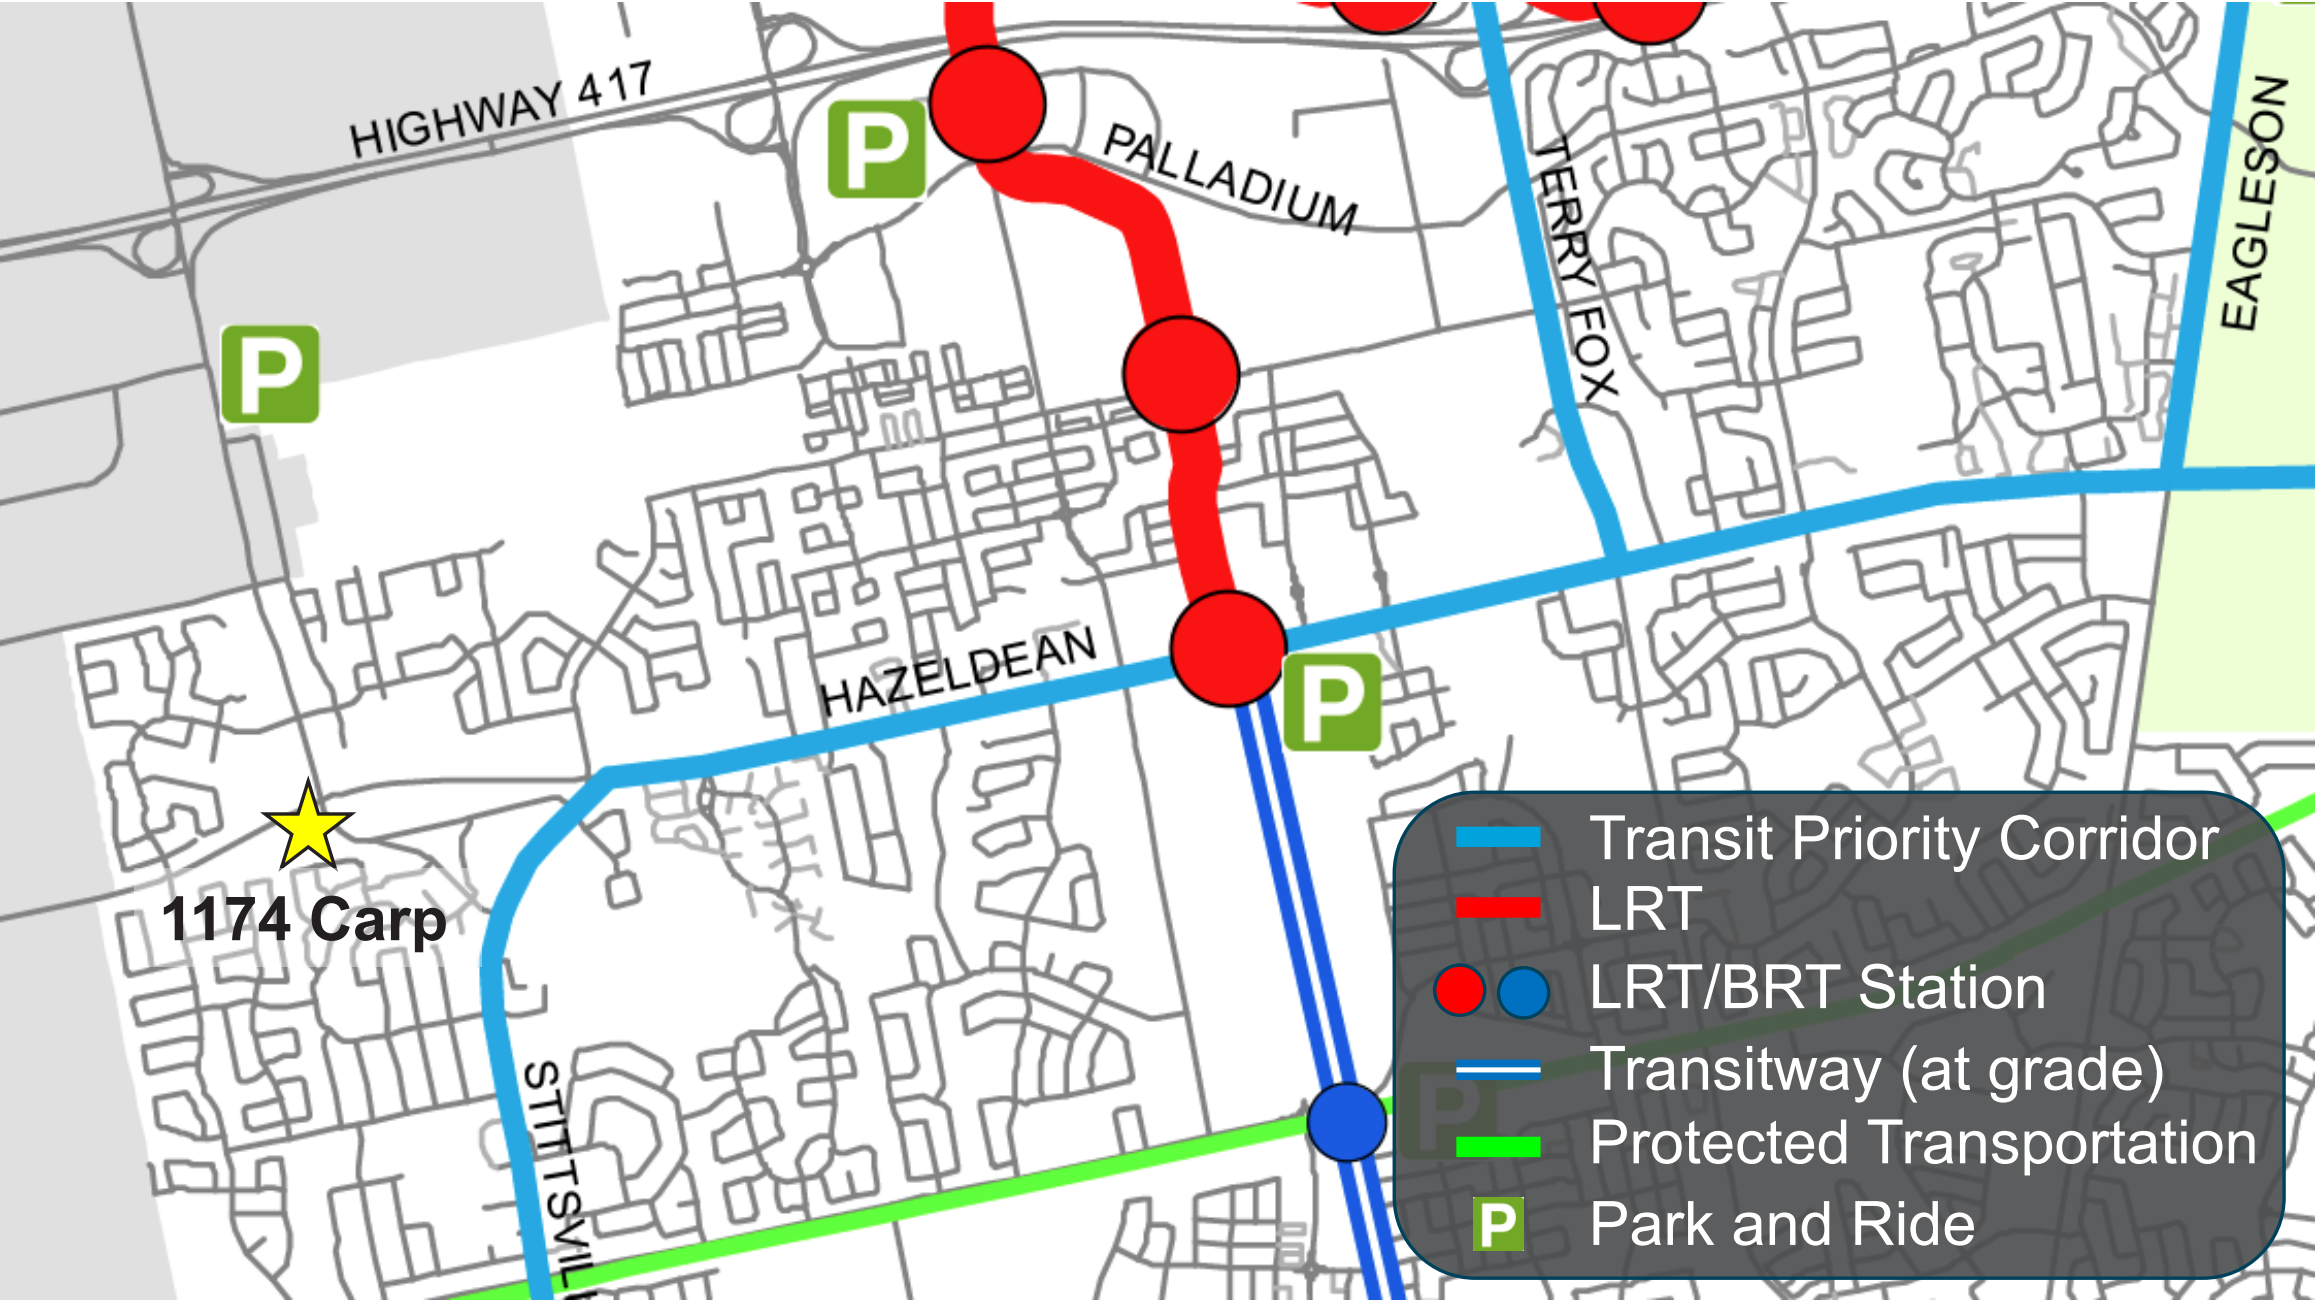 HIGHWAY 417
P
PALLADIUM
TERRY FOX
EAGLESON
P
HAZELDEAN
P
1174 Carp
STITTSVIL
P
Transit Priority Corridor
LRT
LRT/BRT Station
Transitway (at grade)
Protected Transportation
P
Park and Ride